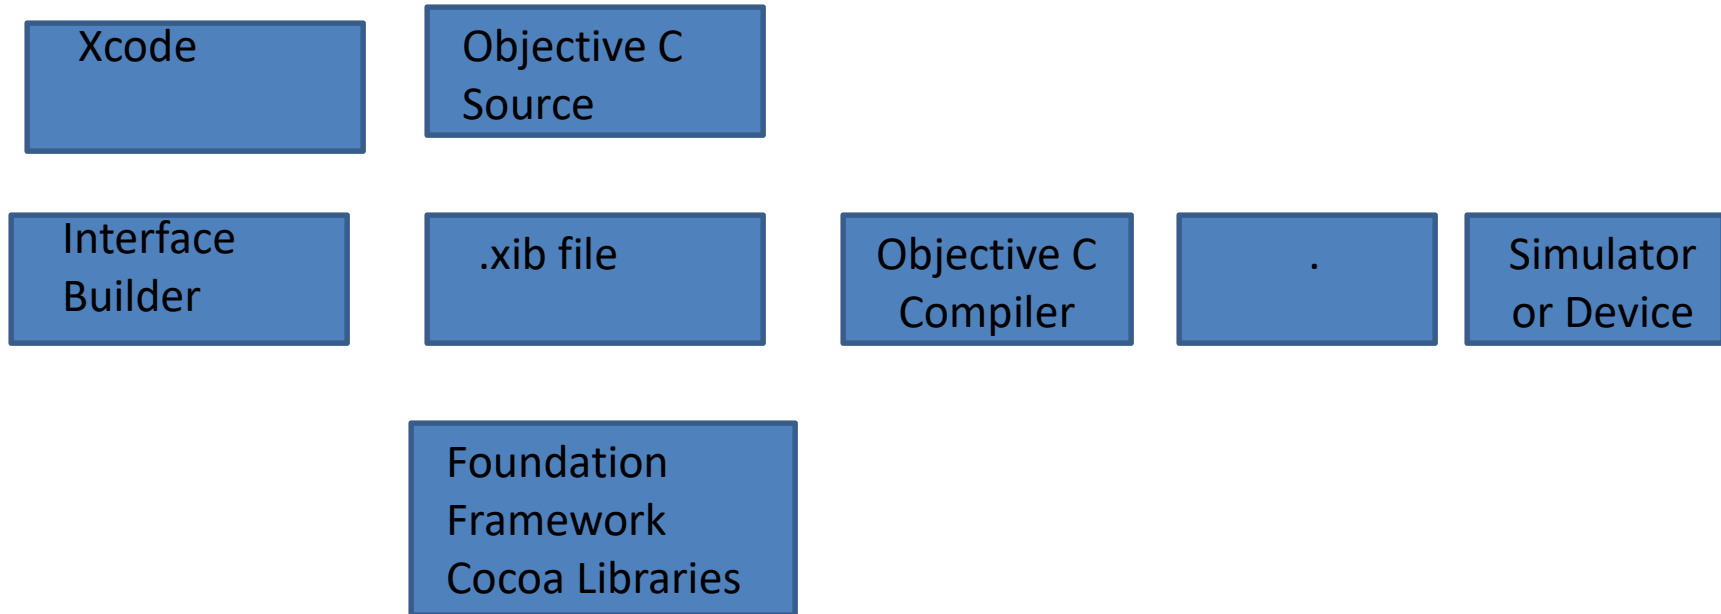 Xcode
Objective C
Source
Interface
Builder
.xib file
Objective C
Compiler
.
Simulator
or Device
Foundation
Framework
Cocoa Libraries